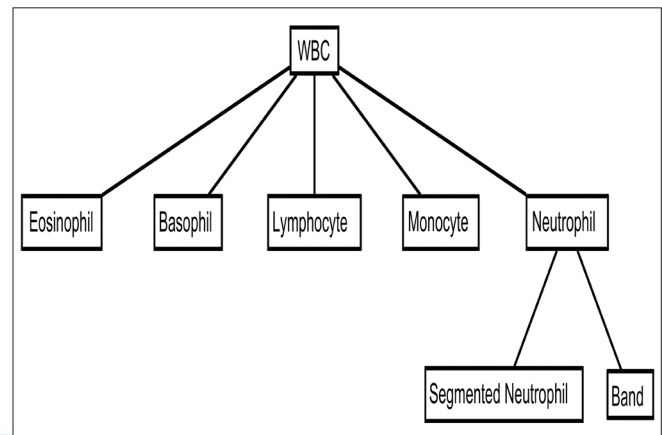 WBC
Eosinophil
Basophil
Lymphocyte
Monocyte
Neutrophil
Segmented Neutrophil
Band